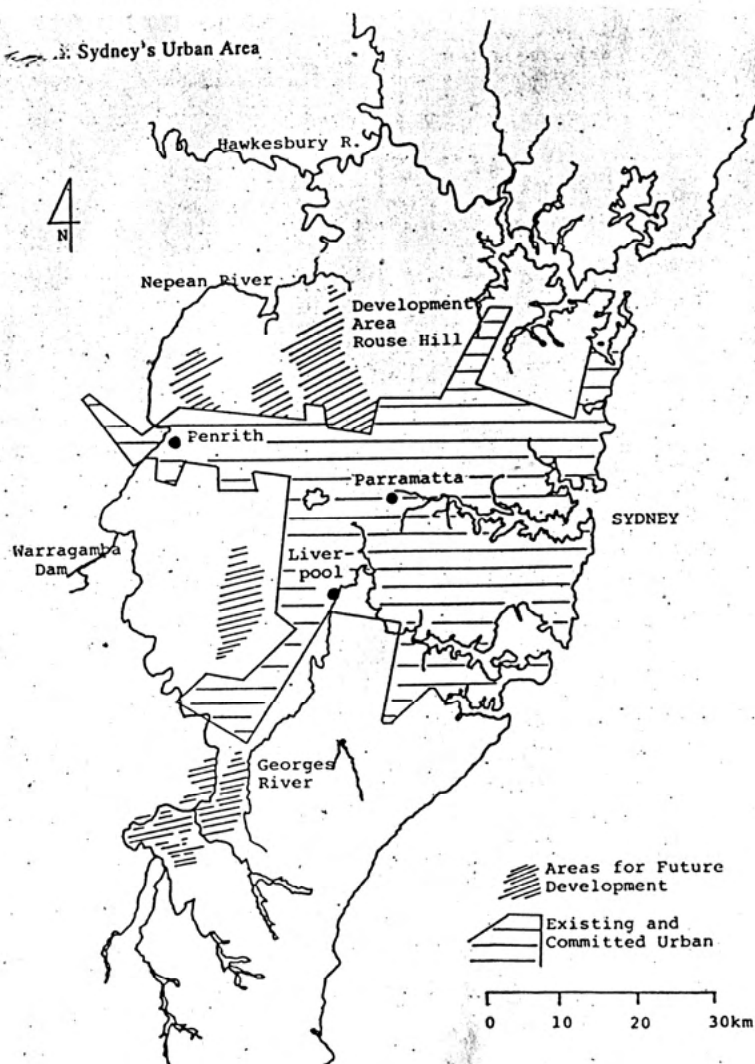 Sydney's Urban Area
Hawkesbury R.
N
Nepean River
Development
Area
Rouse Hill
Penrith
Parramatta
SYDNEY
Warragamba
Dam
Liver-
pool
Georges
River
Areas for Future
Development
Existing and
Committed Urban
0 10 20 30km